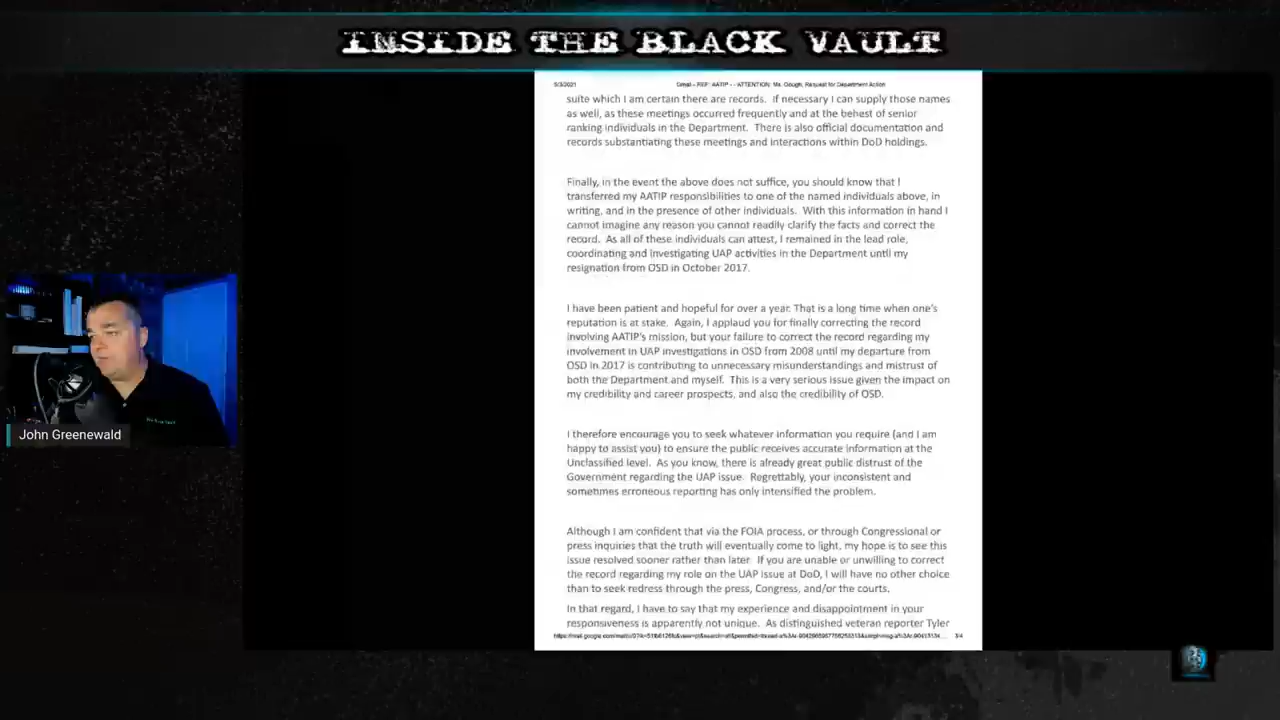 INSIDE THE BLACK VAULT
5/3/2021
Gmail - REF: AATIP - - ATTENTION: Ms. Gough, Request for Department Action
suite which I am certain there are records. If necessary I can supply those names
as well, as these meetings occurred frequently and at the behest of senior
ranking individuals in the Department. There is also official documentation and
records substantiating these meetings and interactions within DoD holdings.
Finally, in the event the above does not suffice, you should know that I
transferred my AATIP responsibilities to one of the named individuals above, in
writing, and in the presence of other individuals. With this information in hand I
cannot imagine any reason you cannot readily clarify the facts and correct the
record. As all of these individuals can attest, I remained in the lead role,
coordinating and investigating UAP activities in the Department until my
resignation from OSD in October 2017.
I have been patient and hopeful for over a year. That is a long time when one's
reputation is at stake. Again, I applaud you for finally correcting the record
involving AATIP's mission, but your failure to correct the record regarding my
involvement in UAP investigations in OSD from 2008 until my departure from
OSD in 2017 is contributing to unnecessary misunderstandings and mistrust of
both the Department and myself. This is a very serious issue given the impact on
my credibility and career prospects, and also the credibility of OSD.
I therefore encourage you to seek whatever information you require (and I am
happy to assist you) to ensure the public receives accurate information at the
Unclassified level. As you know, there is already great public distrust of the
Government regarding the UAP issue. Regrettably, your inconsistent and
sometimes erroneous reporting has only intensified the problem.
Although I am confident that via the FOIA process, or through Congressional or
press inquiries that the truth will eventually come to light, my hope is to see this
issue resolved sooner rather than later. If you are unable or unwilling to correct
the record regarding my role on the UAP issue at DoD, I will have no other choice
than to seek redress through the press, Congress, and/or the courts.
In that regard, I have to say that my experience and disappointment in your
responsiveness is apparently not unique. As distinguished veteran reporter Tyler
3/4
John Greenewald